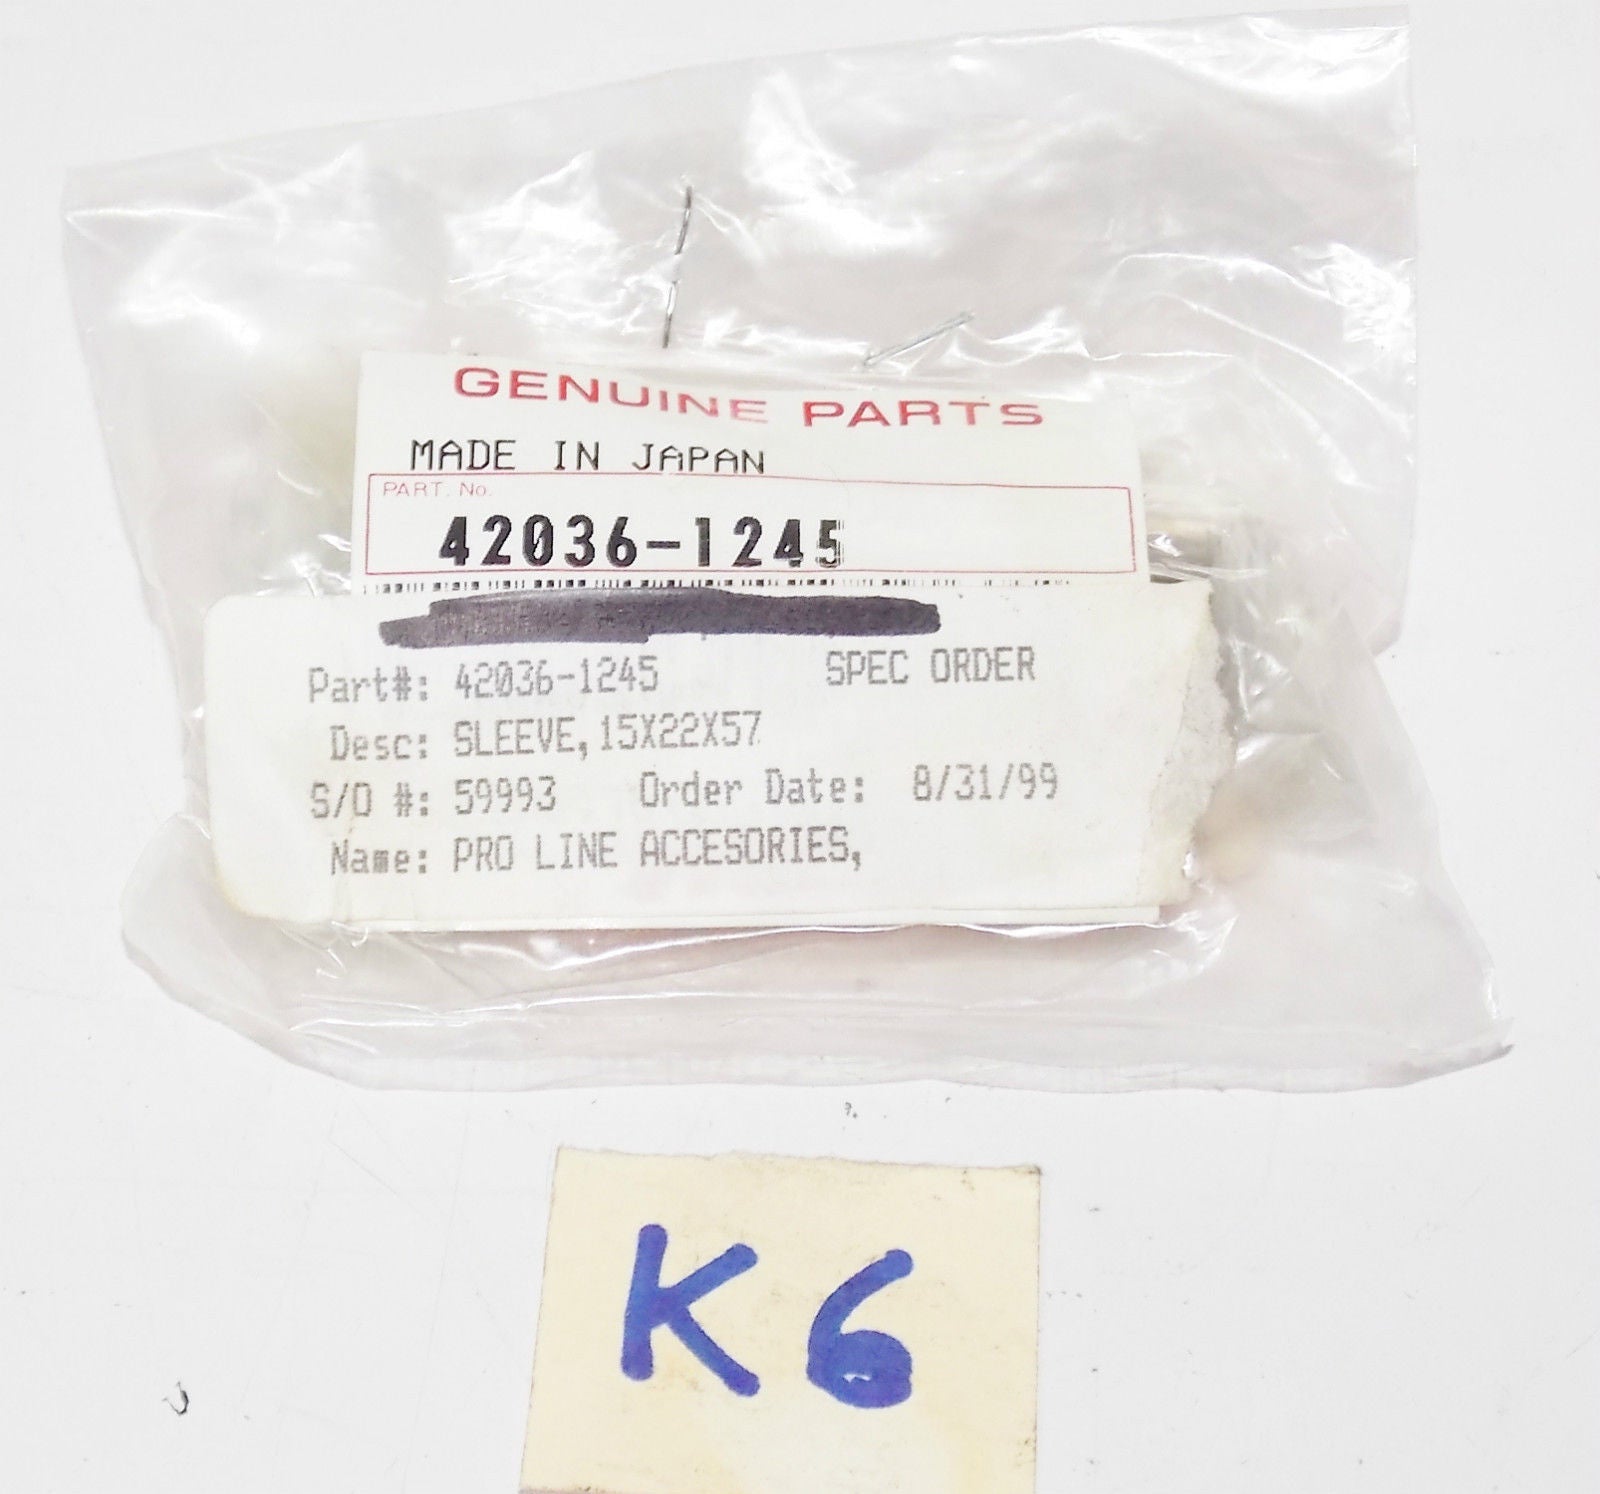 GENUINE PARTS
MADE IN JAPAN
PART. No.
42036-1245
Part#: 42036-1245 SPEC ORDER
Desc: SLEEVE,15X22X57
S/O #: 59993 Order Date: 8/31/99
Name: PRO LINE ACCESORIES,
K6